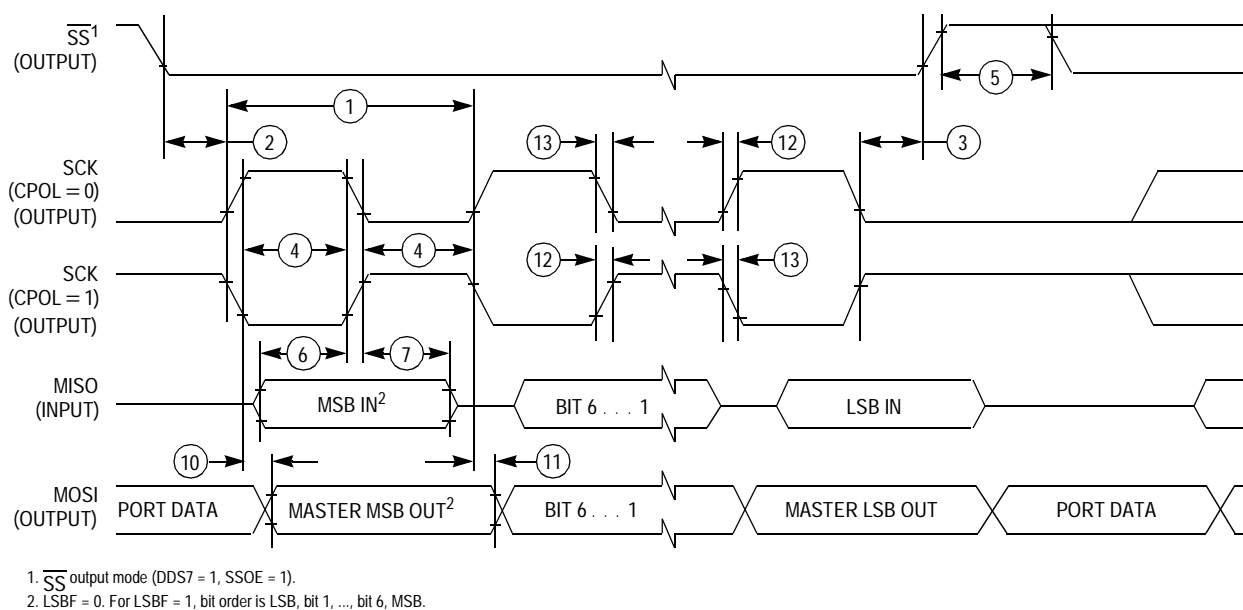 SS¹
(OUTPUT)
1
5
2
13
12
3
SCK
(CPOL = 0)
(OUTPUT)
4
4
12
13
SCK
(CPOL = 1)
(OUTPUT)
6
7
MISO
(INPUT)
MSB IN²
BIT 6 . . . 1
LSB IN
10
11
MOSI
(OUTPUT)
PORT DATA
MASTER MSB OUT²
BIT 6 . . . 1
MASTER LSB OUT
PORT DATA
1. SS output mode (DDS7 = 1, SSOE = 1).
2. LSBF = 0. For LSBF = 1, bit order is LSB, bit 1, ..., bit 6, MSB.